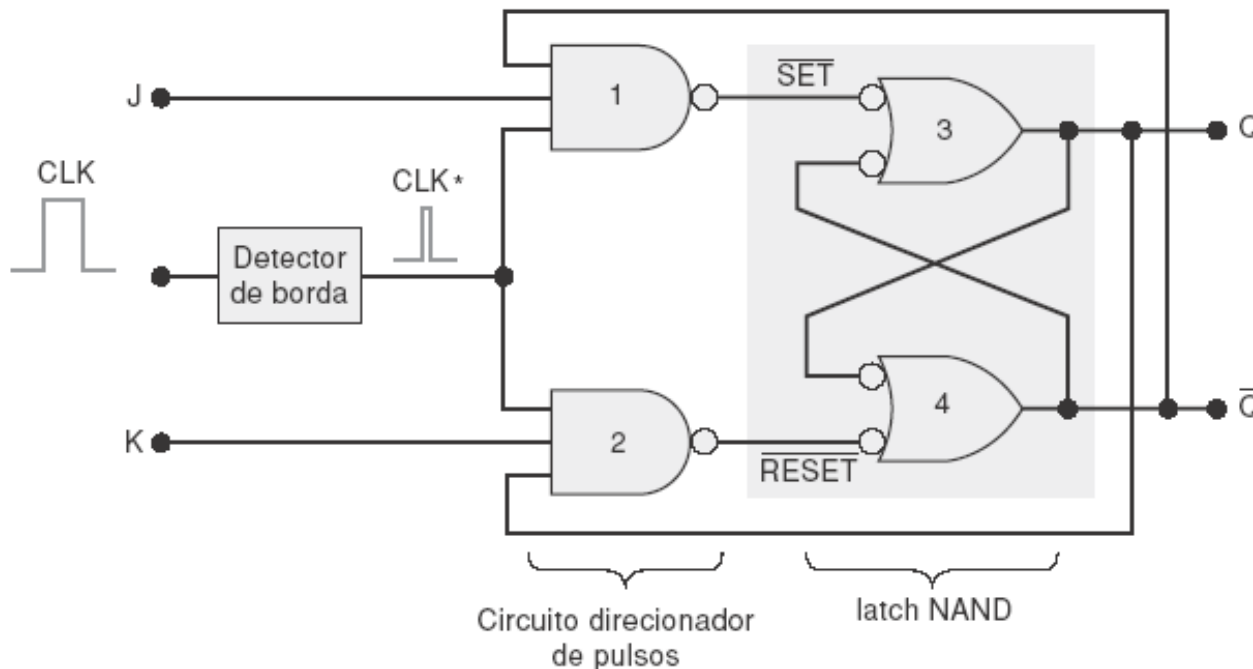 J
1
SET
3
Q
CLK
CLK*
Detector
de borda
K
2
RESET
4
Q
Circuito direcionador
de pulsos
latch NAND